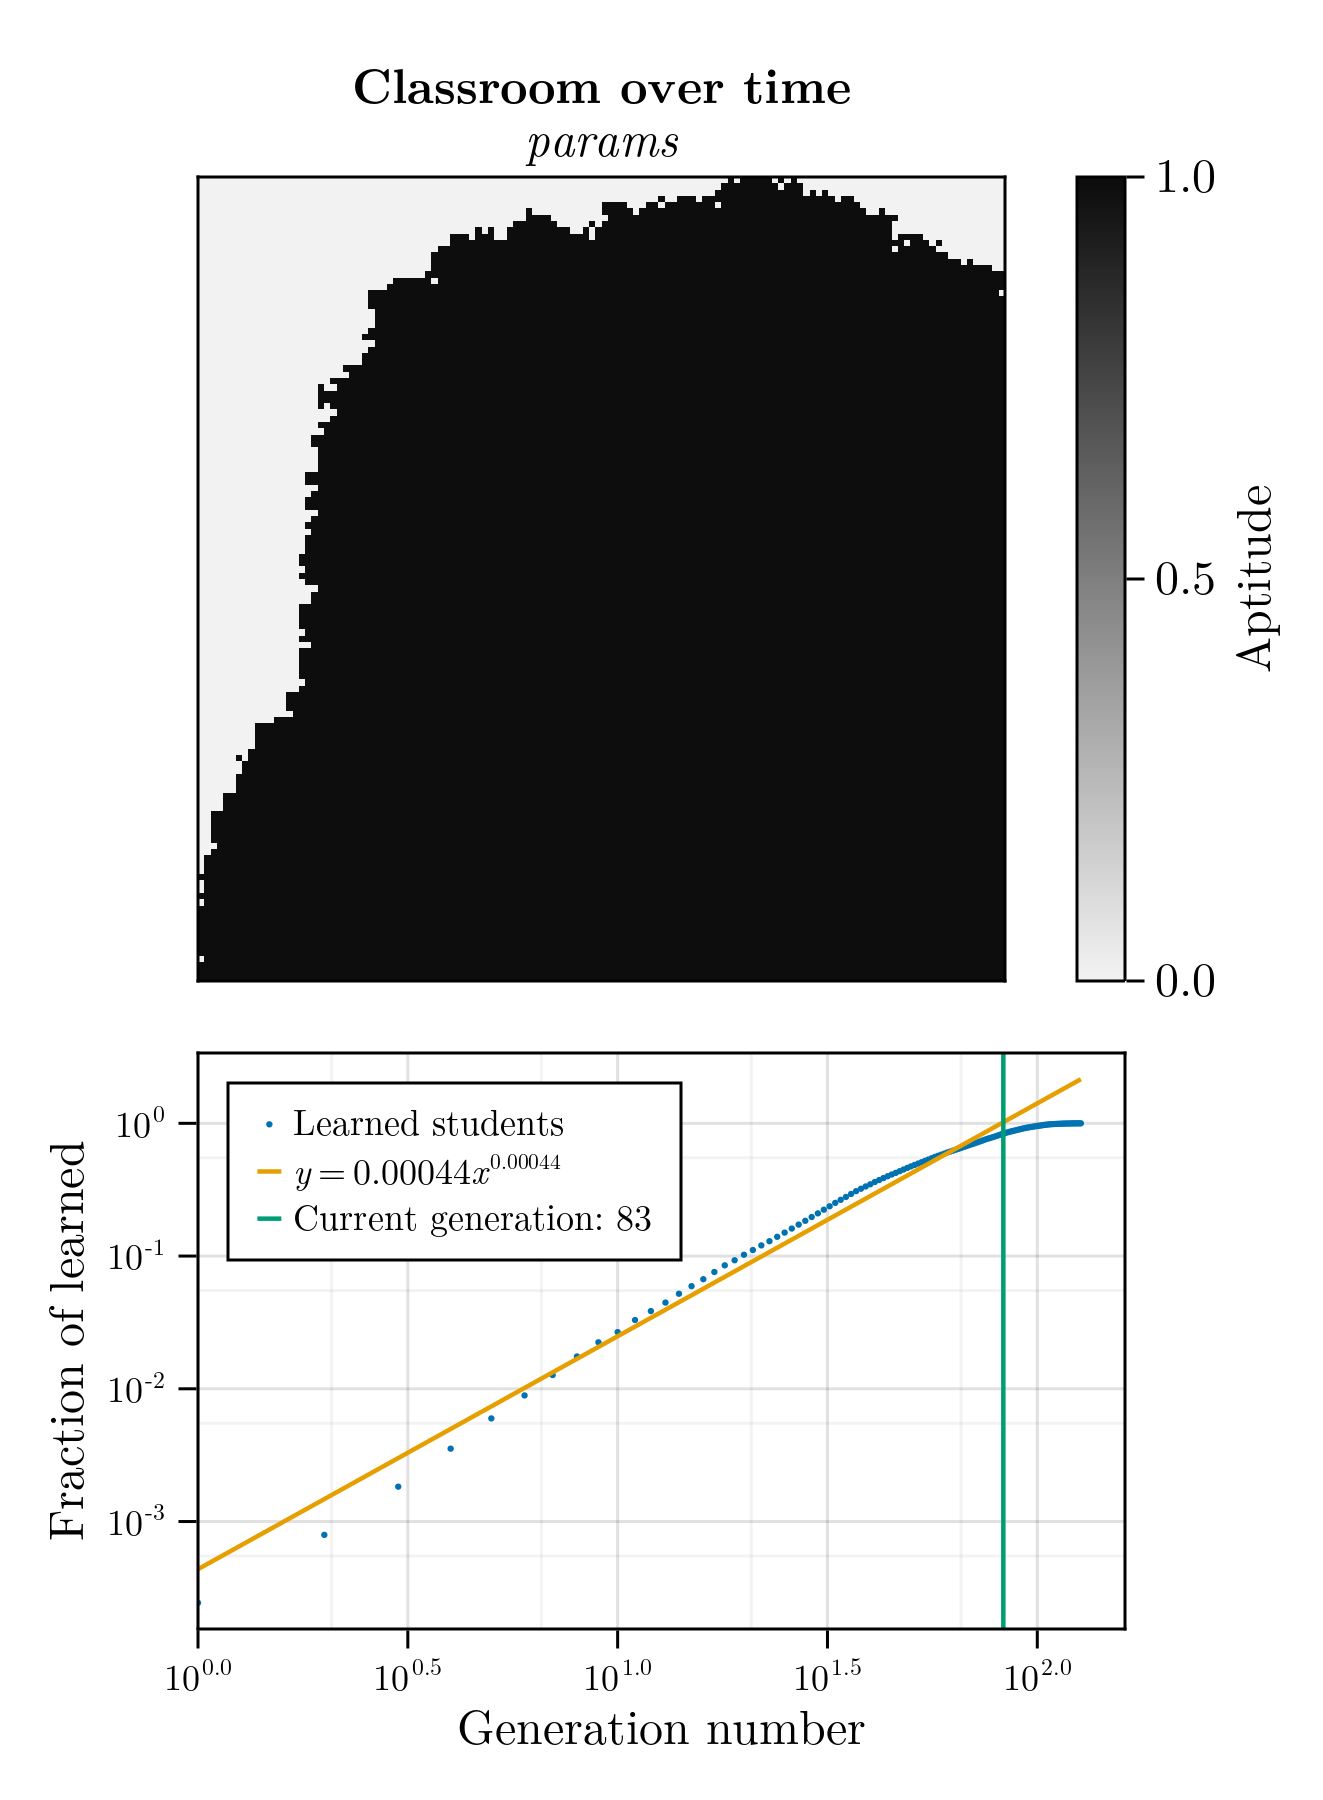 Classroom over time
params
1.0
0.5
0.0
Aptitude
Learned students
y = 0.00044x^0.00044
Current generation: 83
10^0
10^-1
10^-2
10^-3
Fraction of learned
10^0.0 10^0.5 10^1.0 10^1.5 10^2.0
Generation number